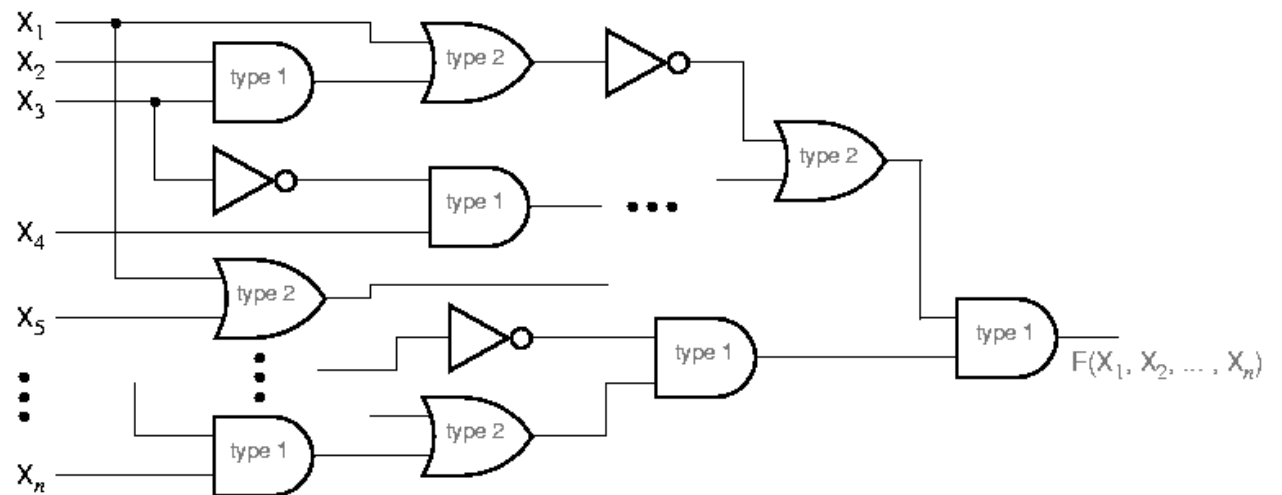 X1
X2
type 1
type 2
X3
type 2
type 1
X4
type 2
X5
type 1
type 1
F(X1, X2, ... , Xn)
type 2
type 1
Xn